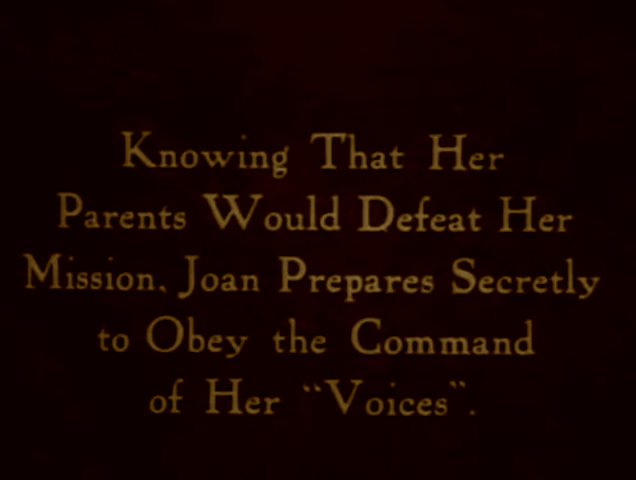 Knowing That Her
Parents Would Defeat Her
Mission, Joan Prepares Secretly
to Obey the Command
of Her “Voices”.